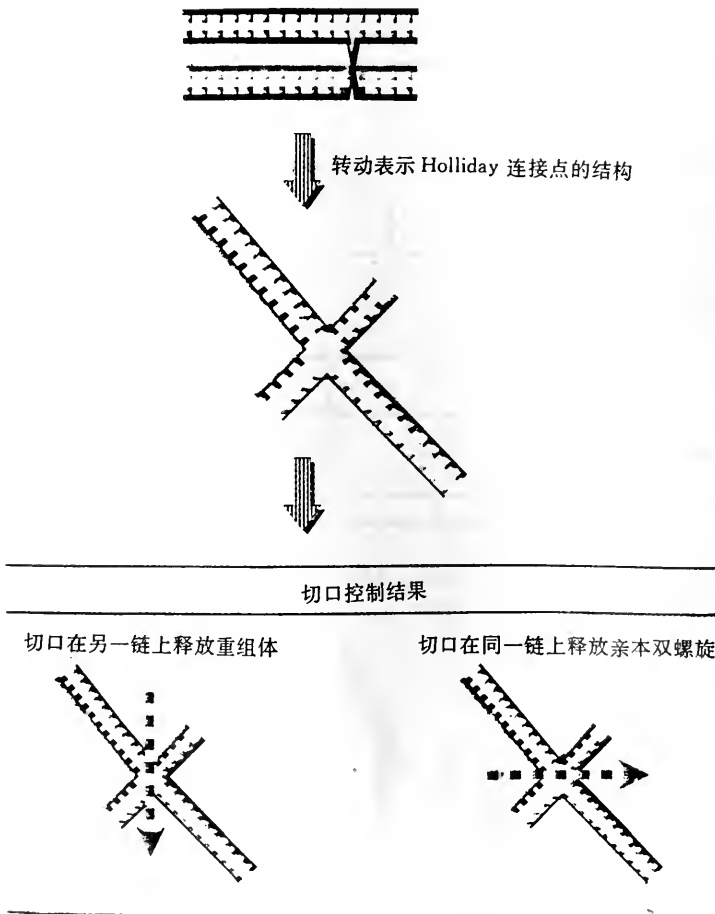 转动表示 Holliday 连接点的结构
切口控制结果
切口在另一链上释放重组体
切口在同一链上释放亲本双螺旋